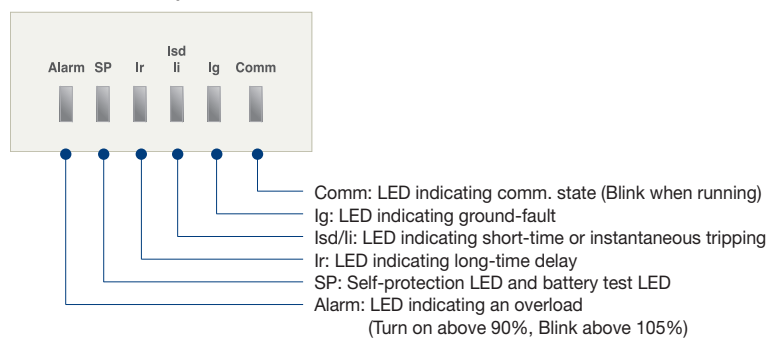 Isd
Alarm SP Ir Ii Ig Comm
Comm: LED indicating comm. state (Blink when running)
Ig: LED indicating ground-fault
Isd/Ii: LED indicating short-time or instantaneous tripping
Ir: LED indicating long-time delay
SP: Self-protection LED and battery test LED
Alarm: LED indicating an overload
(Turn on above 90%, Blink above 105%)